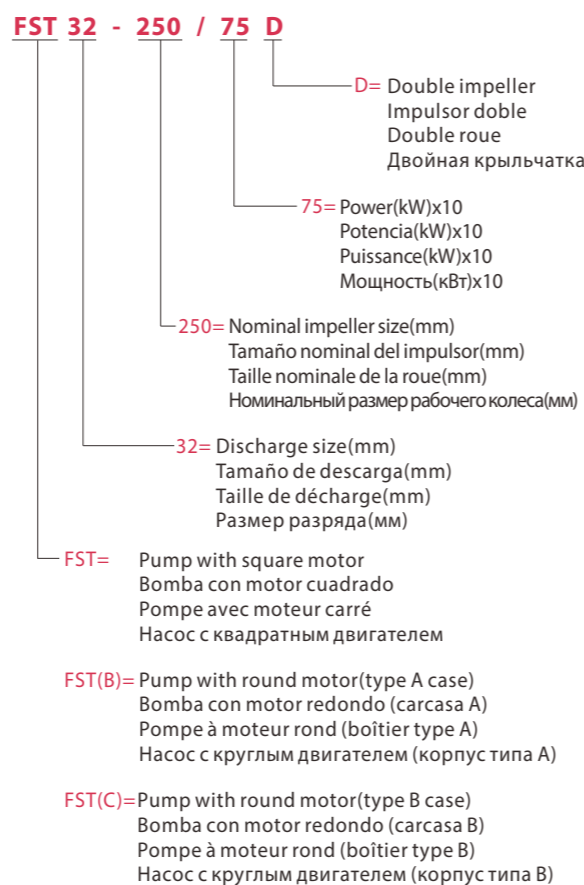 FST 32 - 250 / 75 D
D= Double impeller
Impulsor doble
Double roue
Двойная крыльчатка
75= Power(kW)x10
Potencia(kW)x10
Puissance(kW)x10
Мощность(кВт)x10
250= Nominal impeller size(mm)
Tamaño nominal del impulsor(mm)
Taille nominale de la roue(mm)
Номинальный размер рабочего колеса(мм)
32= Discharge size(mm)
Tamaño de descarga(mm)
Taille de décharge(mm)
Размер разряда(мм)
FST= Pump with square motor
Bomba con motor cuadrado
Pompe avec moteur carré
Насос с квадратным двигателем
FST(B)= Pump with round motor(type A case)
Bomba con motor redondo (carcasa A)
Pompe à moteur rond (boîtier type A)
Насос с круглым двигателем (корпус типа A)
FST(C)=Pump with round motor(type B case)
Bomba con motor redondo (carcasa B)
Pompe à moteur rond (boîtier type B)
Насос с круглым двигателем (корпус типа B)